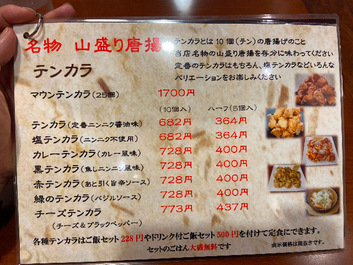 名物 山盛り唐揚
テンカラ
テンカラとは10個(テン)の唐揚げのこと
当店名物の山盛り唐揚を存分に味わってください
定番のテンカラはもちろん、塩テンカラなどいろんな
バリエーションをお楽しみください
マウンテンカラ(25個) 1700円
(10個入) ハーフ(5個入)
テンカラ(定番ニンニク醤油味) 682円 364円
塩テンカラ(ニンニク不使用) 682円 364円
カレーテンカラ(カレー風味) 728円 400円
黒テンカラ(焦しニンニク風味) 728円 400円
赤テンカラ(あと引く旨辛ソース) 728円 400円
緑のテンカラ(バジルソース) 728円 400円
チーズテンカラ 773円 437円
(チーズ&ブラックペッパー)
各種テンカラはご飯セット228円やドリンク付ご飯セット500円を付けて定食にできます。
セットのごはん大盛無料です
表示価格は税抜きです。